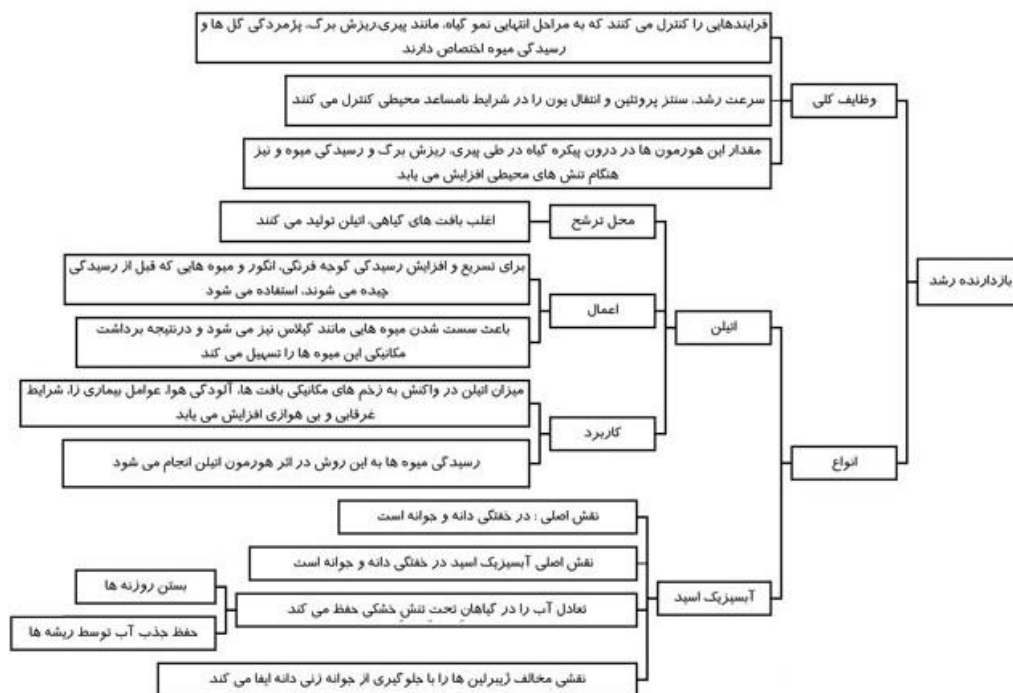 بازدارنده رشد
وظایف کلی
فرایندهایی را کنترل می کنند که به مراحل انتهایی نمو گیاه، مانند پیری،ریزش برگ، پژمردگی گل ها و
رسیدگی میوه اختصاص دارند
سرعت رشد، سنتز پروتئین و انتقال یون را در شرایط نامساعد محیطی کنترل می کنند
مقدار این هورمون ها در درون پیکره گیاه در طی پیری، ریزش برگ و رسیدگی میوه و نیز
هنگام تنش های محیطی افزایش می یابد
انواع
اتیلن
محل ترشح
اغلب بافت های گیاهی، اتیلن تولید می کنند
اعمال
برای تسریع و افزایش رسیدگی گوجه فرنگی، انگور و میوه هایی که قبل از رسیدگی
چیده می شوند، استفاده می شود
باعث سست شدن میوه هایی مانند گیلاس نیز می شود و درنتیجه برداشت
مکانیکی این میوه ها را تسهیل می کند
کاربرد
میزان اتیلن در واکنش به زخم های مکانیکی بافت ها، آلودگی هوا، عوامل بیماری زا، شرایط
غرقابی و بی هوازی افزایش می یابد
رسیدگی میوه ها به این روش در اثر هورمون اتیلن انجام می شود
آبسیزیک اسید
نقش اصلی : در خفتگی دانه و جوانه است
نقش اصلی آبسیزیک اسید در خفتگی دانه و جوانه است
تعادل آب را در گیاهانِ تحتِ تنشِ خشکی حفظ می کند
بستن روزنه ها
حفظ جذب آب توسط ریشه ها
نقشی مخالف ژیبرلین ها را با جلوگیری از جوانه زنی دانه ایفا می کند